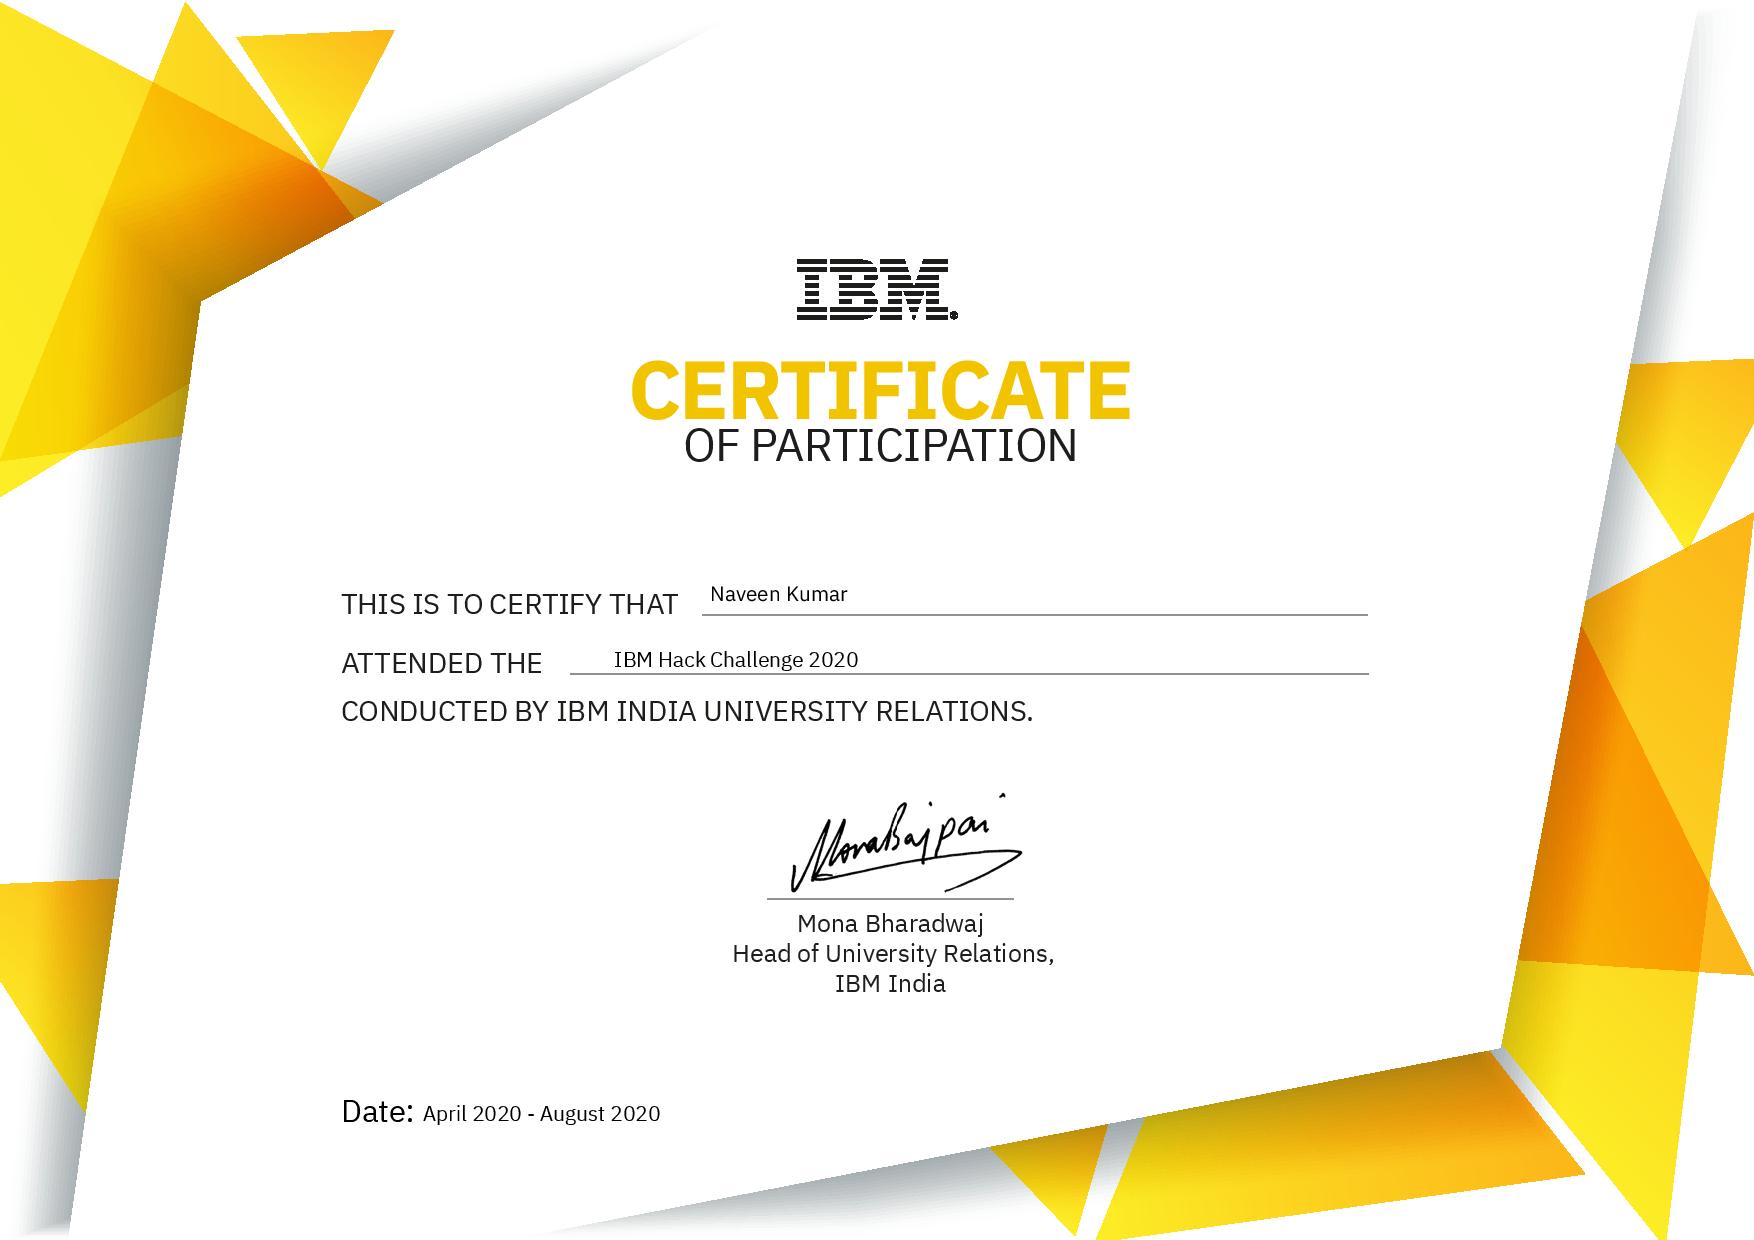 IBM®
CERTIFICATE
OF PARTICIPATION
THIS IS TO CERTIFY THAT Naveen Kumar
ATTENDED THE IBM Hack Challenge 2020
CONDUCTED BY IBM INDIA UNIVERSITY RELATIONS.
MonaBajpai
Mona Bharadwaj
Head of University Relations,
IBM India
Date: April 2020 - August 2020